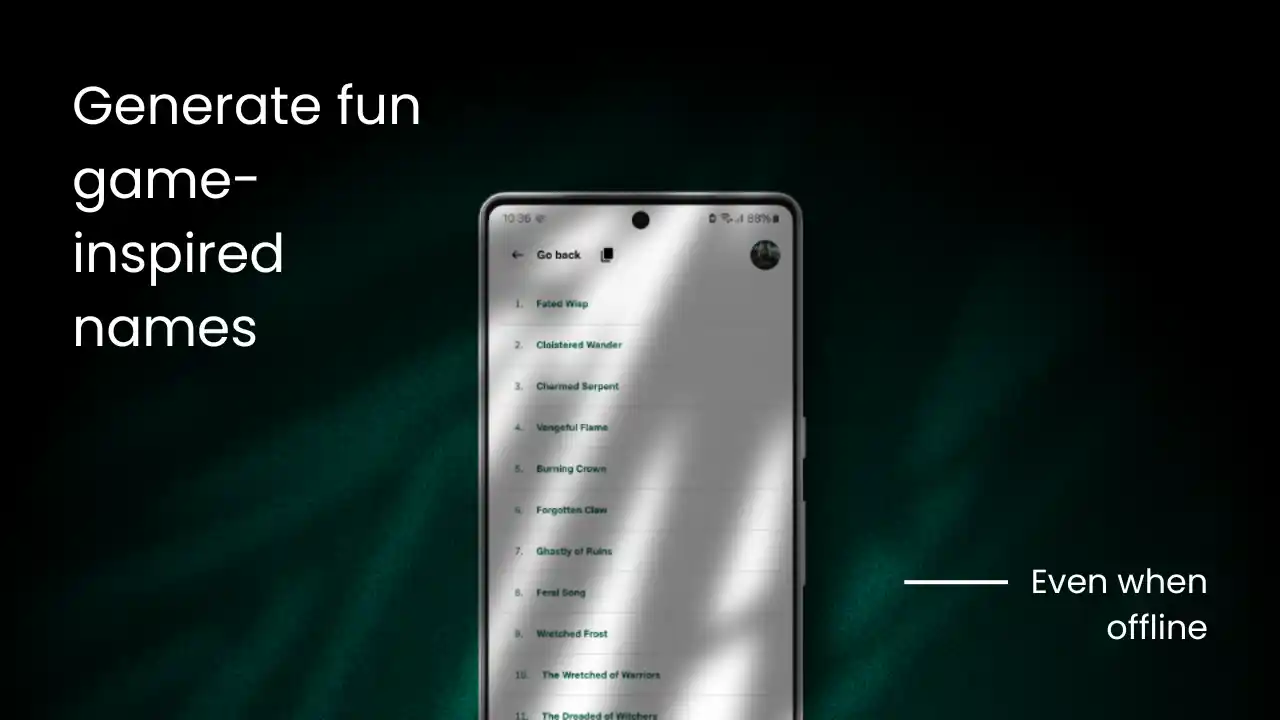 Generate fun
game-
inspired
names
10:36
68%
Go back
1. Fated Wisp
2. Cloistered Wander
3. Charmed Serpent
4. Vengeful Flame
5. Burning Crown
6. Forgotten Claw
7. Ghastly of Ruins
8. Feral Song
9. Wretched Frost
10. The Wretched of Warriors
11. The Dreaded of Witchers
Even when
offline